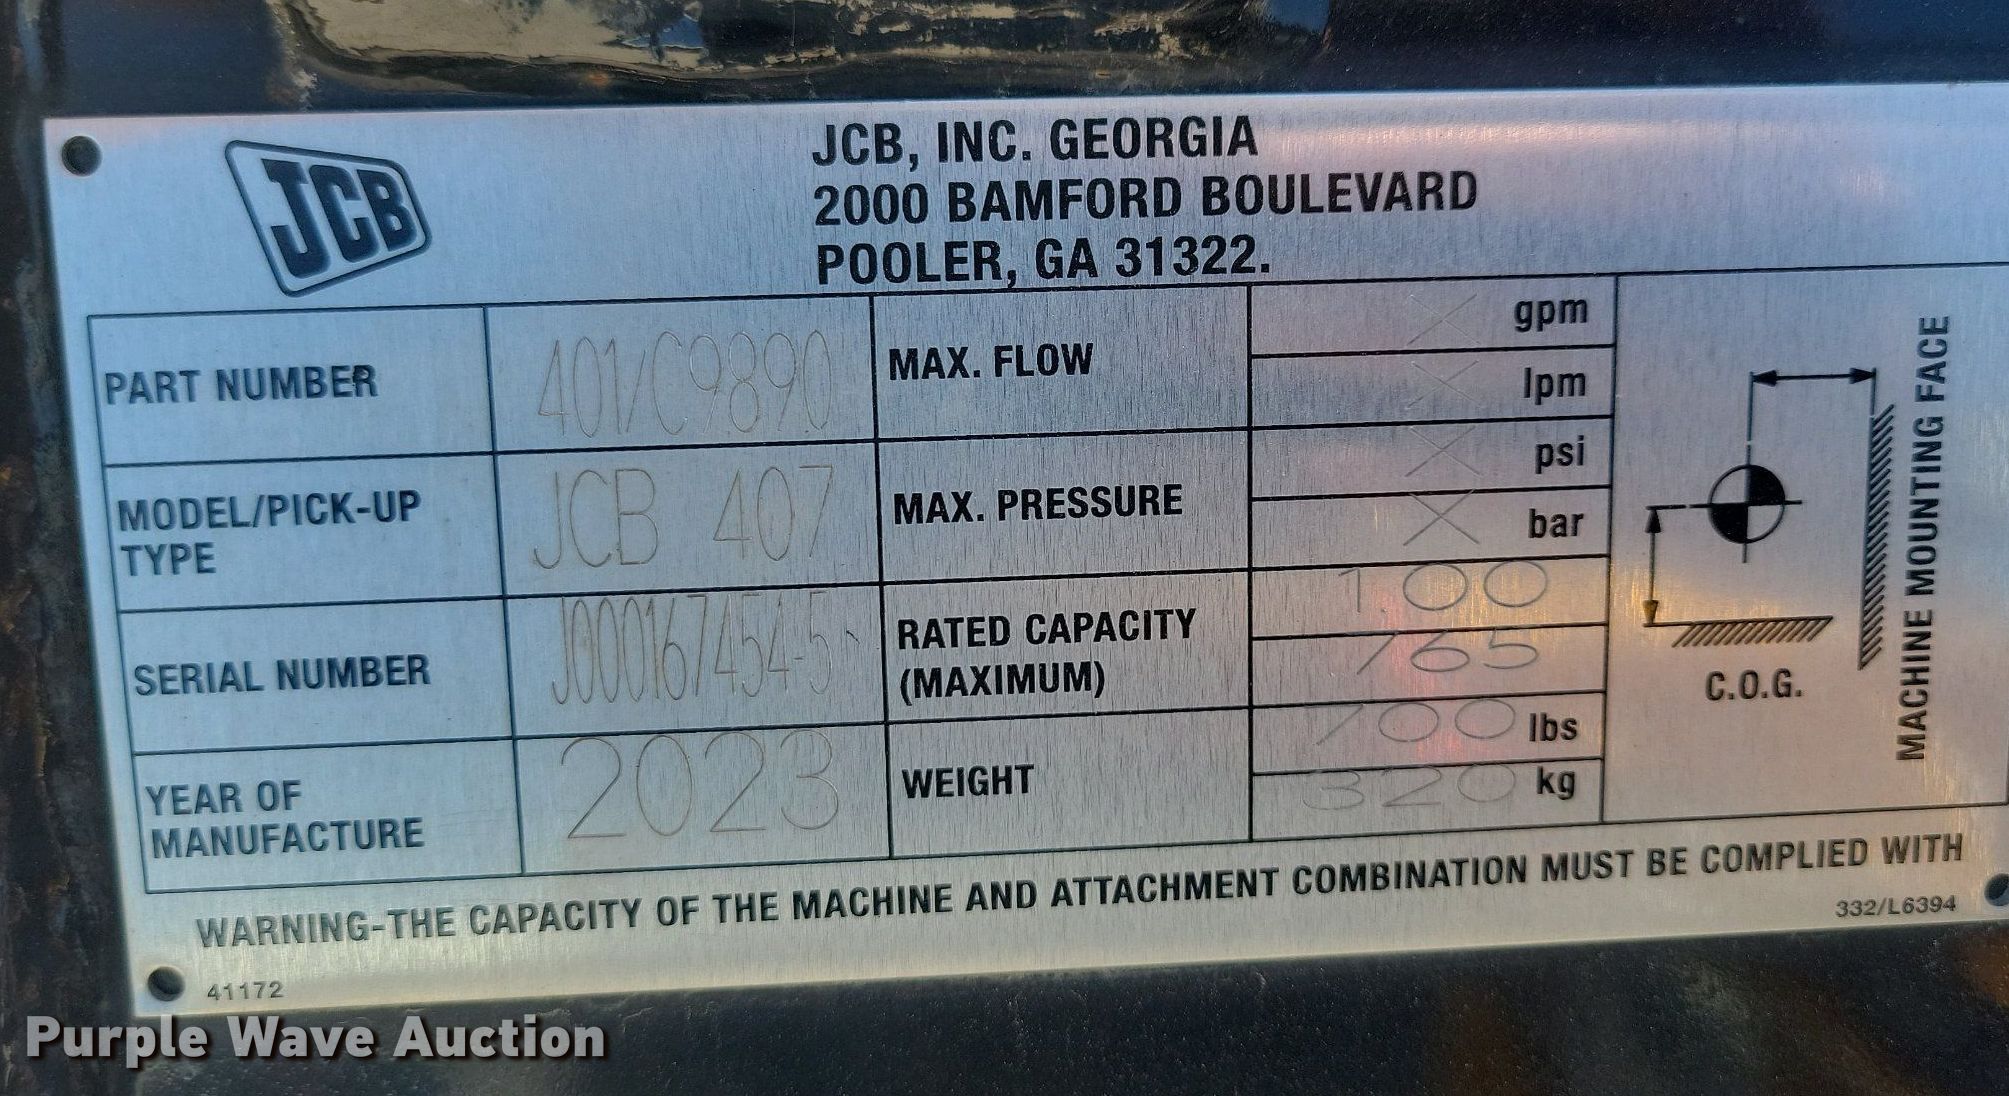 JCB
JCB, INC. GEORGIA
2000 BAMFORD BOULEVARD
POOLER, GA 31322.
PART NUMBER 401/C9890
MODEL/PICK-UP TYPE JCB 407
SERIAL NUMBER J000167454-5
YEAR OF MANUFACTURE 2023
MAX. FLOW
X gpm
X lpm
MAX. PRESSURE
X psi
X bar
RATED CAPACITY (MAXIMUM)
1.00
765
WEIGHT
700 lbs
320 kg
C.O.G.
MACHINE MOUNTING FACE
WARNING-THE CAPACITY OF THE MACHINE AND ATTACHMENT COMBINATION MUST BE COMPLIED WITH
332/L6394
41172
Purple Wave Auction